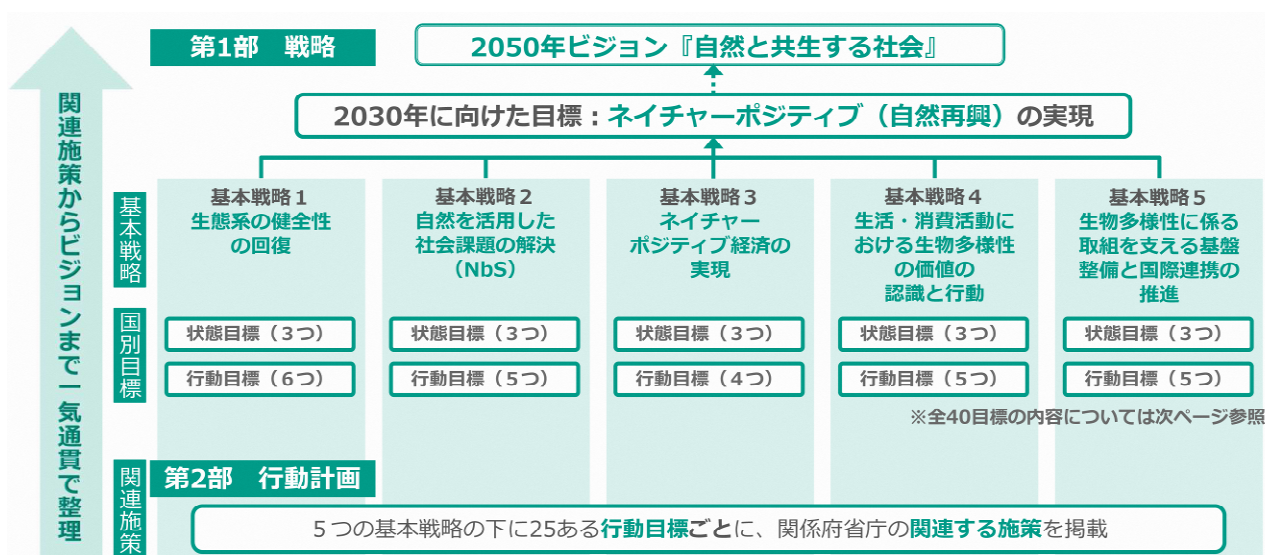 関連施策からビジョンまで一気通貫で整理
第1部　戦略
2050年ビジョン『自然と共生する社会』
2030年に向けた目標：ネイチャーポジティブ（自然再興）の実現
基本戦略
基本戦略１
生態系の健全性
の回復
基本戦略２
自然を活用した
社会課題の解決
（NbS）
基本戦略３
ネイチャー
ポジティブ経済の
実現
基本戦略４
生活・消費活動に
おける生物多様性
の価値の
認識と行動
基本戦略５
生物多様性に係る
取組を支える基盤
整備と国際連携の
推進
国別目標
状態目標（３つ）
状態目標（３つ）
状態目標（３つ）
状態目標（３つ）
状態目標（３つ）
行動目標（６つ）
行動目標（５つ）
行動目標（４つ）
行動目標（５つ）
行動目標（５つ）
※全40目標の内容については次ページ参照
関連施策
第2部　行動計画
５つの基本戦略の下に25ある行動目標ごとに、関係府省庁の関連する施策を掲載